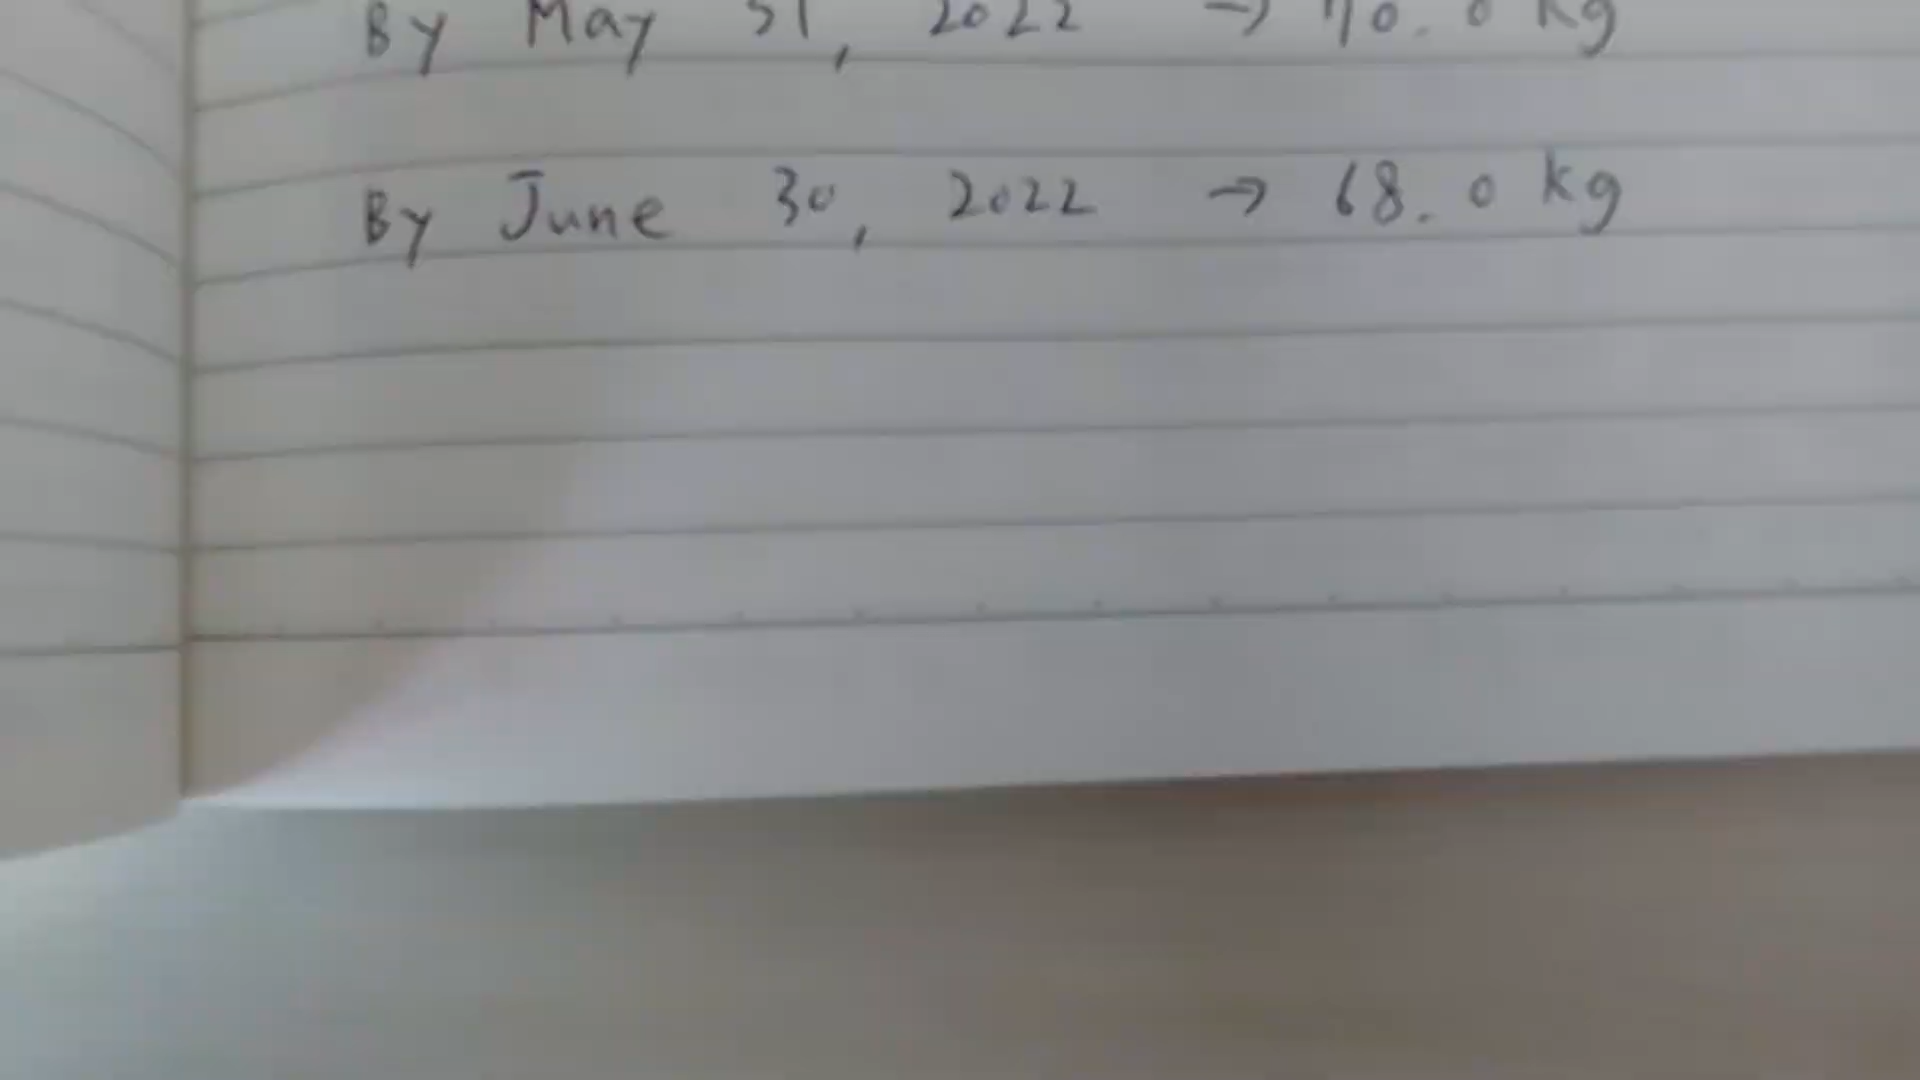 By May 31, 2022 → 70.0 kg
By June 30, 2022 → 68.0 kg